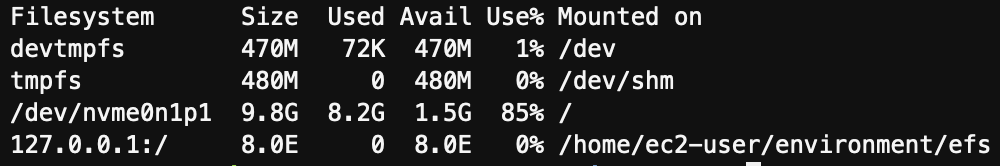 Filesystem Size Used Avail Use% Mounted on
devtmpfs 470M 72K 470M 1% /dev
tmpfs 480M 0 480M 0% /dev/shm
/dev/nvme0n1p1 9.8G 8.2G 1.5G 85% /
127.0.0.1:/ 8.0E 0 8.0E 0% /home/ec2-user/environment/efs